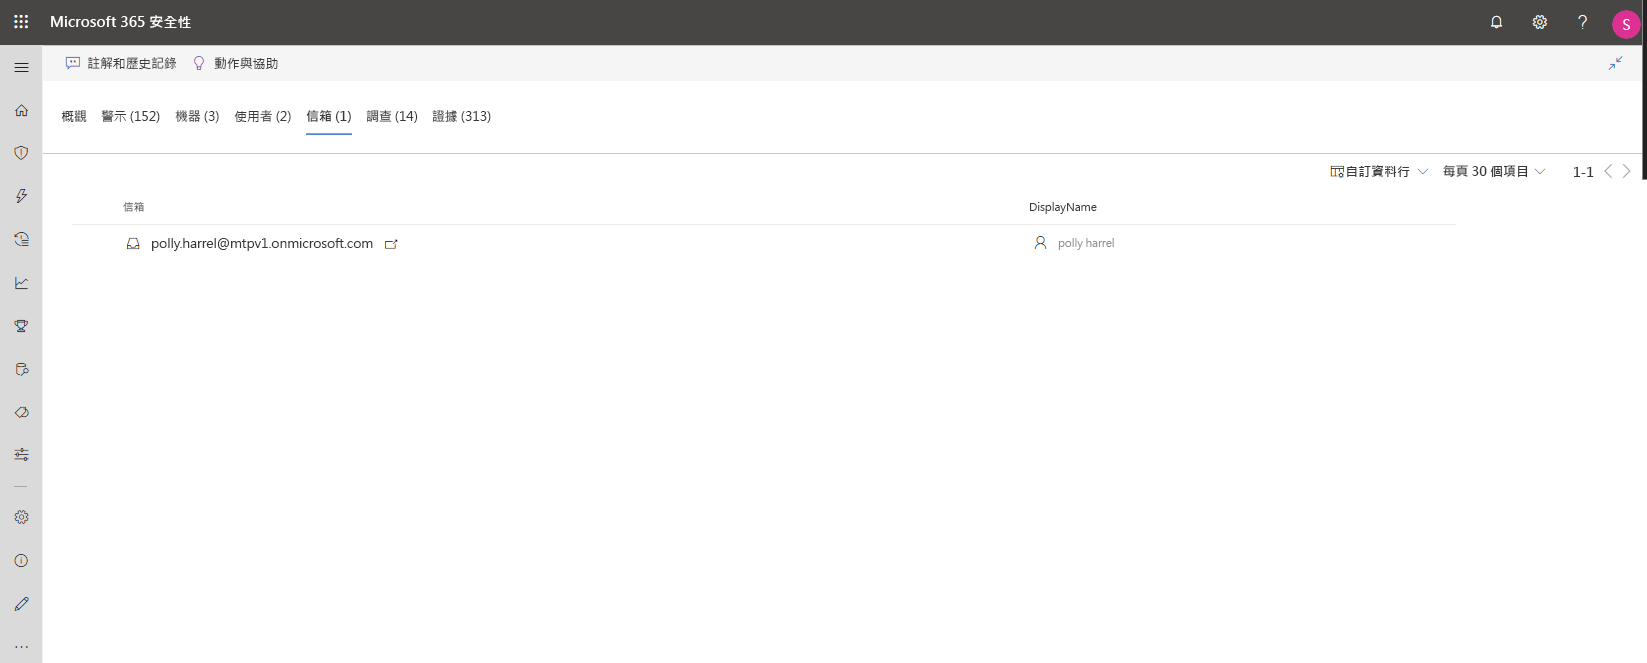 Microsoft 365 安全性
S
註解和歷史記錄 動作與協助
概觀 警示 (152) 機器 (3) 使用者 (2) 信箱 (1) 調查 (14) 證據 (313)
自訂資料行 每頁 30 個項目 1-1
信箱 DisplayName
polly.harrel@mtpv1.onmicrosoft.com polly harrel